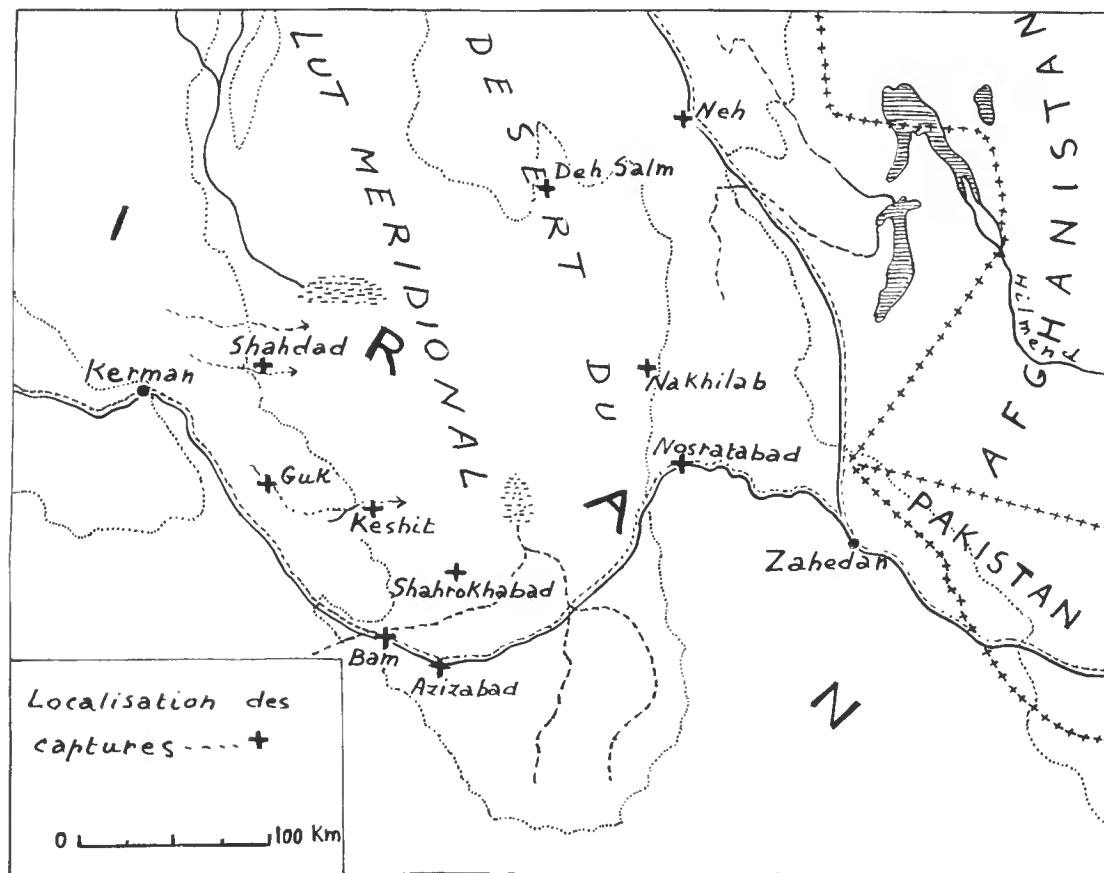 LUT MERIDIONAL
DESERT DU
IRAN
AFGHANISTAN
PAKISTAN
Neh
Deh Salm
Hilmend
Shahdad
Kerman
Nakhilab
Nosratabad
Guk
Keshit
Zahedan
Shahrokhabad
Bam
Azizabad
Localisation des
captures ---- +
0 100 Km